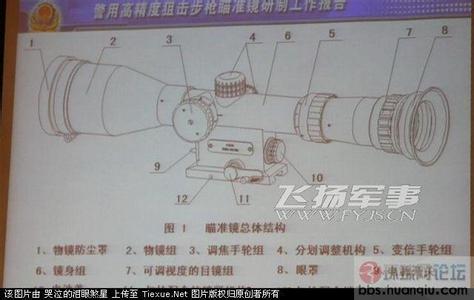 警用高精度狙击步枪瞄准镜研制工作报告
1 2 3 4 6 5 7 8
9 10
12 11
飞扬军事
图 1 瞄准镜总体结构
1、物镜防尘罩 2、物镜组 3、调焦手轮组 4、分划调整机构 5、变倍手轮组
6、镜身组 7、可调视度的目镜组 8、眼罩
bbs.huanqiu.com
该图片由 哭泣的泪眼煞星 上传至 Tiexue.Net 图片版权归原创者所有